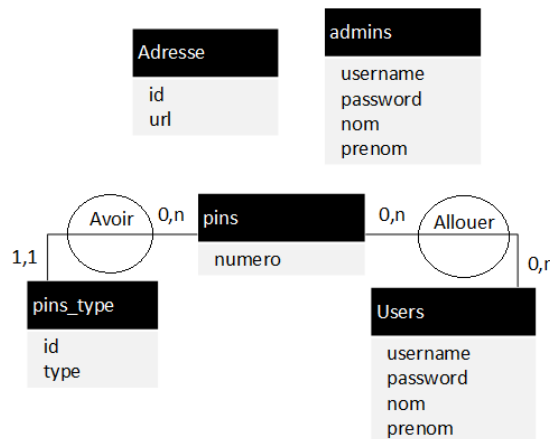 Adresse
id
url
admins
username
password
nom
prenom
Avoir
0,n
pins
numero
0,n
Allouer
1,1
0,n
pins_type
id
type
Users
username
password
nom
prenom